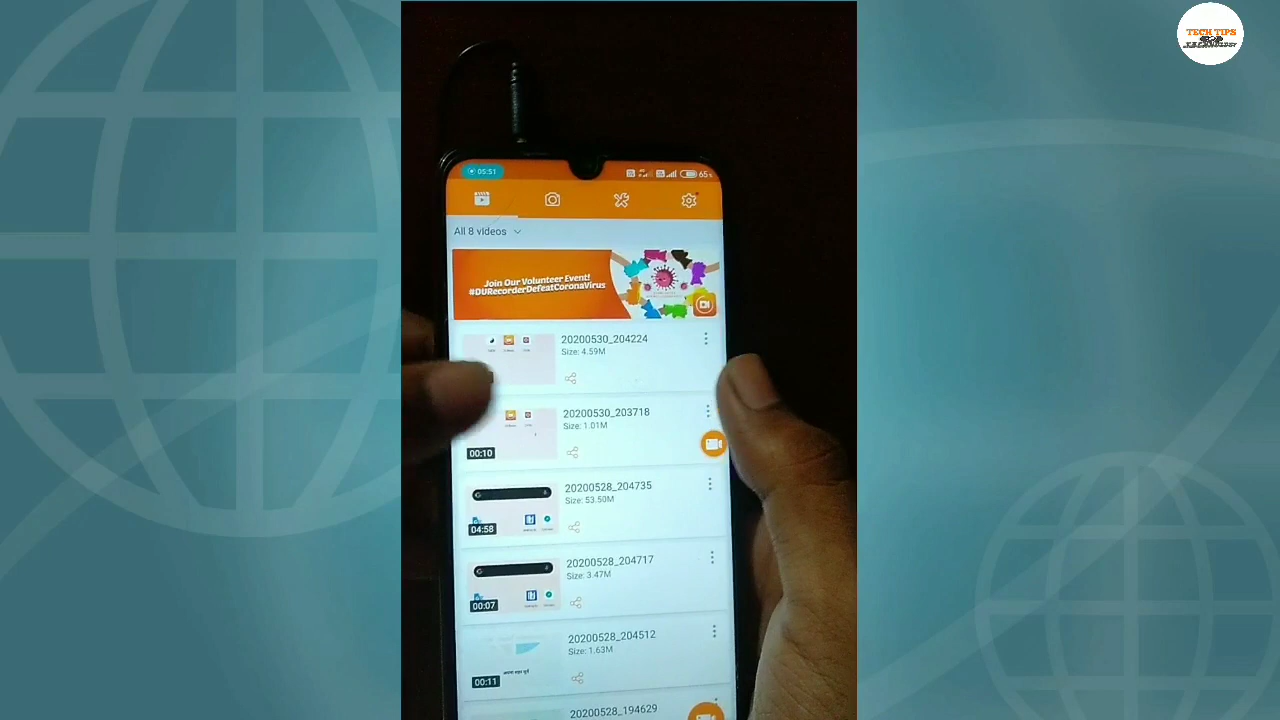 TECH TIPS
TECHNOLOGY
05:51
65
All 8 videos
Join Our Volunteer Event!
#DURecorderDefeatCoronaVirus
20200530_204224
Size: 4.59M
20200530_203718
Size: 1.01M
00:10
20200528_204735
Size: 53.50M
04:58
20200528_204717
Size: 3.47M
00:07
20200528_204512
Size: 1.63M
00:11
20200528_194629